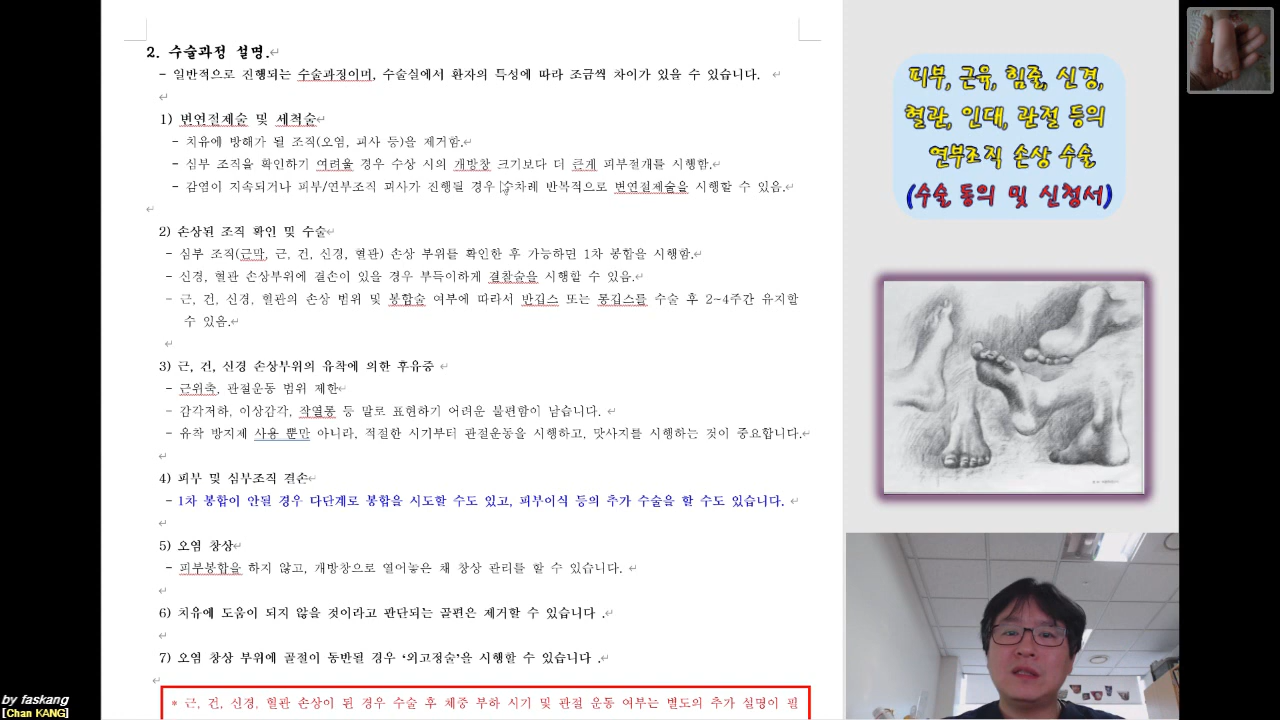 2. 수술과정 설명.
- 일반적으로 진행되는 수술과정이며, 수술실에서 환자의 특성에 따라 조금씩 차이가 있을 수 있습니다.
1) 변연절제술 및 세척술
- 치유에 방해가 될 조직(오염, 괴사 등)을 제거함.
- 심부 조직을 확인하기 여려울 경우 수상 시의 개방창 크기보다 더 큰게 피부절개를 시행함.
- 감염이 지속되거나 피부/연부조직 괴사가 진행될 경우 수차례 반복적으로 변연절제술을 시행할 수 있음.
2) 손상된 조직 확인 및 수술
- 심부 조직(근막, 근, 건, 신경, 혈관) 손상 부위를 확인한 후 가능하면 1차 봉합을 시행함.
- 신경, 혈관 손상부위에 결손이 있을 경우 부득이하게 결찰술을 시행할 수 있음.
- 근, 건, 신경, 혈관의 손상 범위 및 봉합술 여부에 따라서 반깁스 또는 통깁스를 수술 후 2~4주간 유지할
수 있음.
3) 근, 건, 신경 손상부위의 유착에 의한 후유증
- 근위축, 관절운동 범위 제한
- 감각저하, 이상감각, 작열통 등 말로 표현하기 어려운 불편함이 남습니다.
- 유착 방지제 사용 뿐만 아니라, 적절한 시기부터 관절운동을 시행하고, 맛사지를 시행하는 것이 중요합니다.
4) 피부 및 심부조직 결손
- 1차 봉합이 안될 경우 다단계로 봉합을 시도할 수도 있고, 피부이식 등의 추가 수술을 할 수도 있습니다.
5) 오염 창상
- 피부봉합을 하지 않고, 개방창으로 열어놓은 채 창상 관리를 할 수 있습니다.
6) 치유에 도움이 되지 않을 것이라고 판단되는 골편은 제거할 수 있습니다 .
7) 오염 창상 부위에 골절이 동반될 경우 '외고정술'을 시행할 수 있습니다 .
* 근, 건, 신경, 혈관 손상이 된 경우 수술 후 체중 부하 시기 및 관절 운동 여부는 별도의 추가 설명이 필
피부, 근육, 힘줄, 신경,
혈관, 인대, 관절 등의
연부조직 손상 수술
(수술 동의 및 신청서)
by faskang
[Chan KANG]